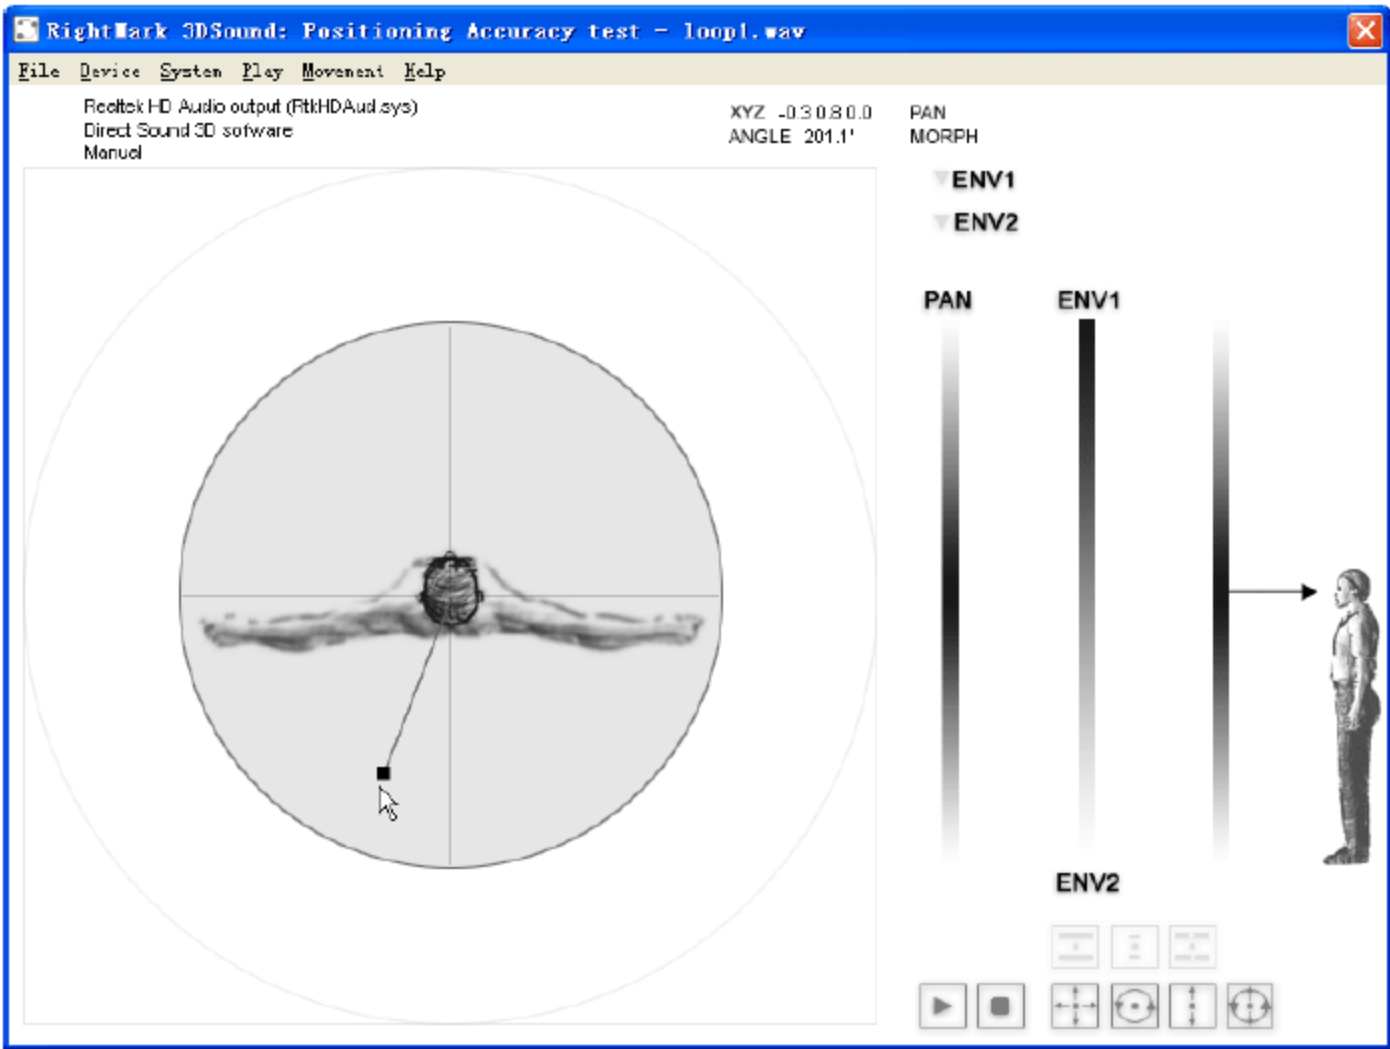 RightMark 3DSound: Positioning Accuracy test - loop1.wav
File Device System Play Movement Help
Realtek HD Audio output (RtkHDAud.sys)
Direct Sound 3D sofware
Manual
XYZ -0.3 0.8 0.0
ANGLE 201.1'
PAN
MORPH
ENV1
ENV2
PAN
ENV1
ENV2